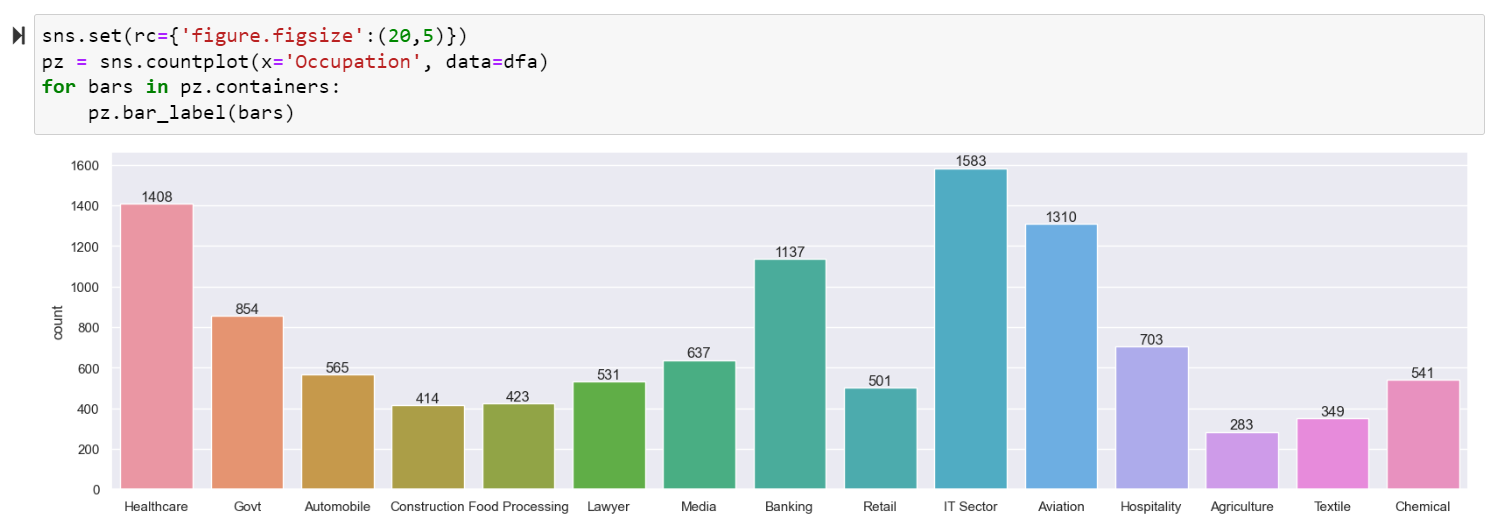 sns.set(rc={'figure.figsize':(20,5)})
pz = sns.countplot(x='Occupation', data=dfa)
for bars in pz.containers:
    pz.bar_label(bars)
1600
1400
1200
1000
800
600
400
200
0
count
1408
854
565
414
423
531
637
1137
501
1583
1310
703
283
349
541
Healthcare
Govt
Automobile
Construction
Food Processing
Lawyer
Media
Banking
Retail
IT Sector
Aviation
Hospitality
Agriculture
Textile
Chemical